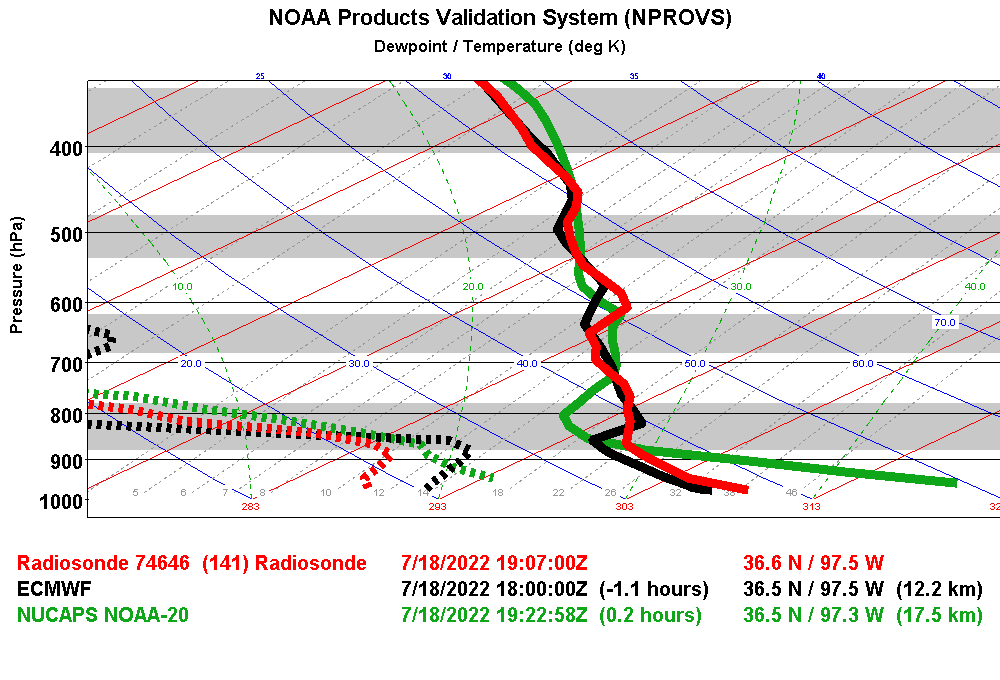 NOAA Products Validation System (NPROVS)
Dewpoint / Temperature (deg K)
25 30 35 40
400
500
Pressure (hPa)
10.0 20.0 30.0 40.0
600
70.0
700 20.0 30.0 40.0 50.0 60.0
800
900
5 6 7 8 10 12 14 18 22 26 32 38 46
1000
283 293 303 313 32
Radiosonde 74646 (141) Radiosonde 7/18/2022 19:07:00Z 36.6 N / 97.5 W
ECMWF 7/18/2022 18:00:00Z (-1.1 hours) 36.5 N / 97.5 W (12.2 km)
NUCAPS NOAA-20 7/18/2022 19:22:58Z (0.2 hours) 36.5 N / 97.3 W (17.5 km)